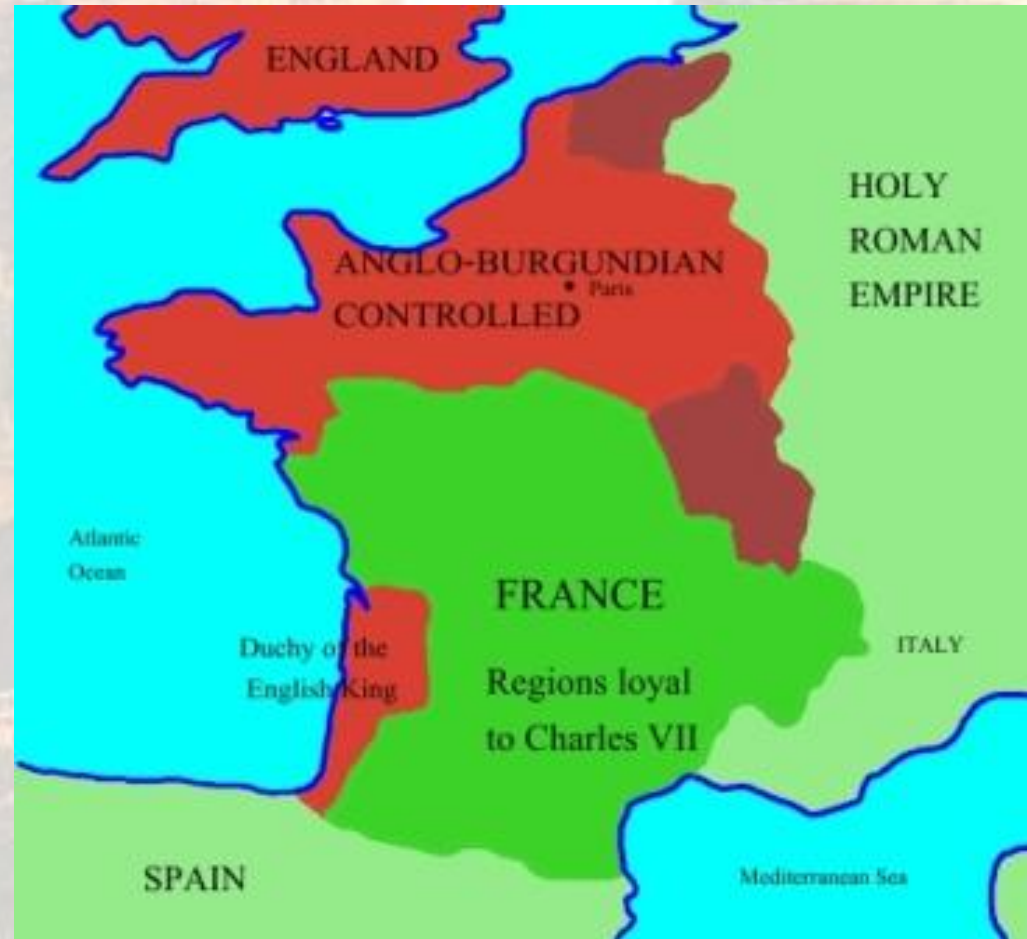 ENGLAND
HOLY
ROMAN
EMPIRE
ANGLO-BURGUNDIAN
Paris
CONTROLLED
Atlantic
Ocean
FRANCE
Duchy of the
English King
ITALY
Regions loyal
to Charles VII
SPAIN
Mediterranean Sea